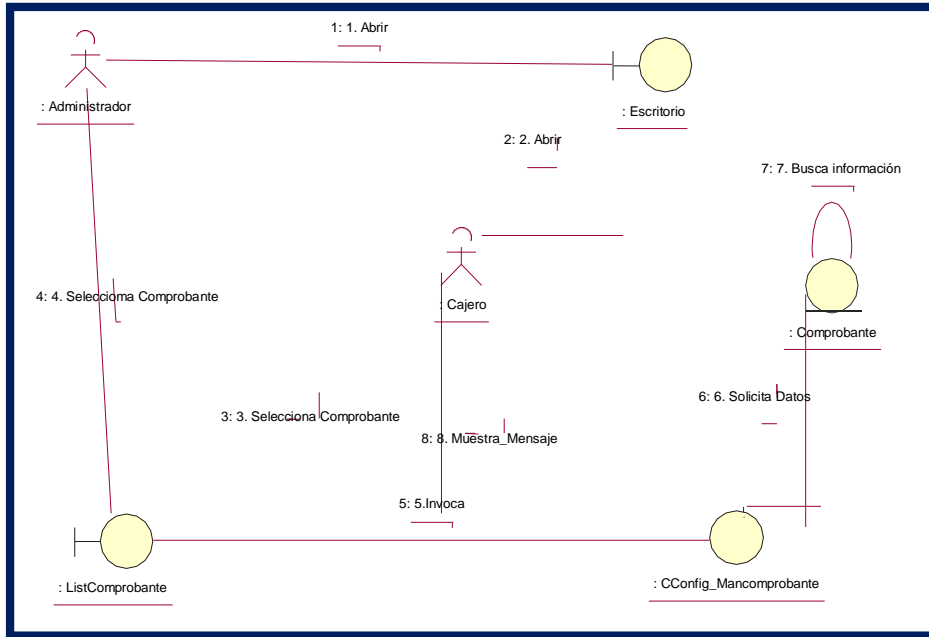 1: 1. Abrir
: Administrador
: Escritorio
2: 2. Abrir
7: 7. Busca información
4: 4. Seleccioma Comprobante
: Cajero
: Comprobante
3: 3. Selecciona Comprobante
6: 6. Solicita Datos
8: 8. Muestra_Mensaje
5: 5.Invoca
: ListComprobante
: CConfig_Mancomprobante